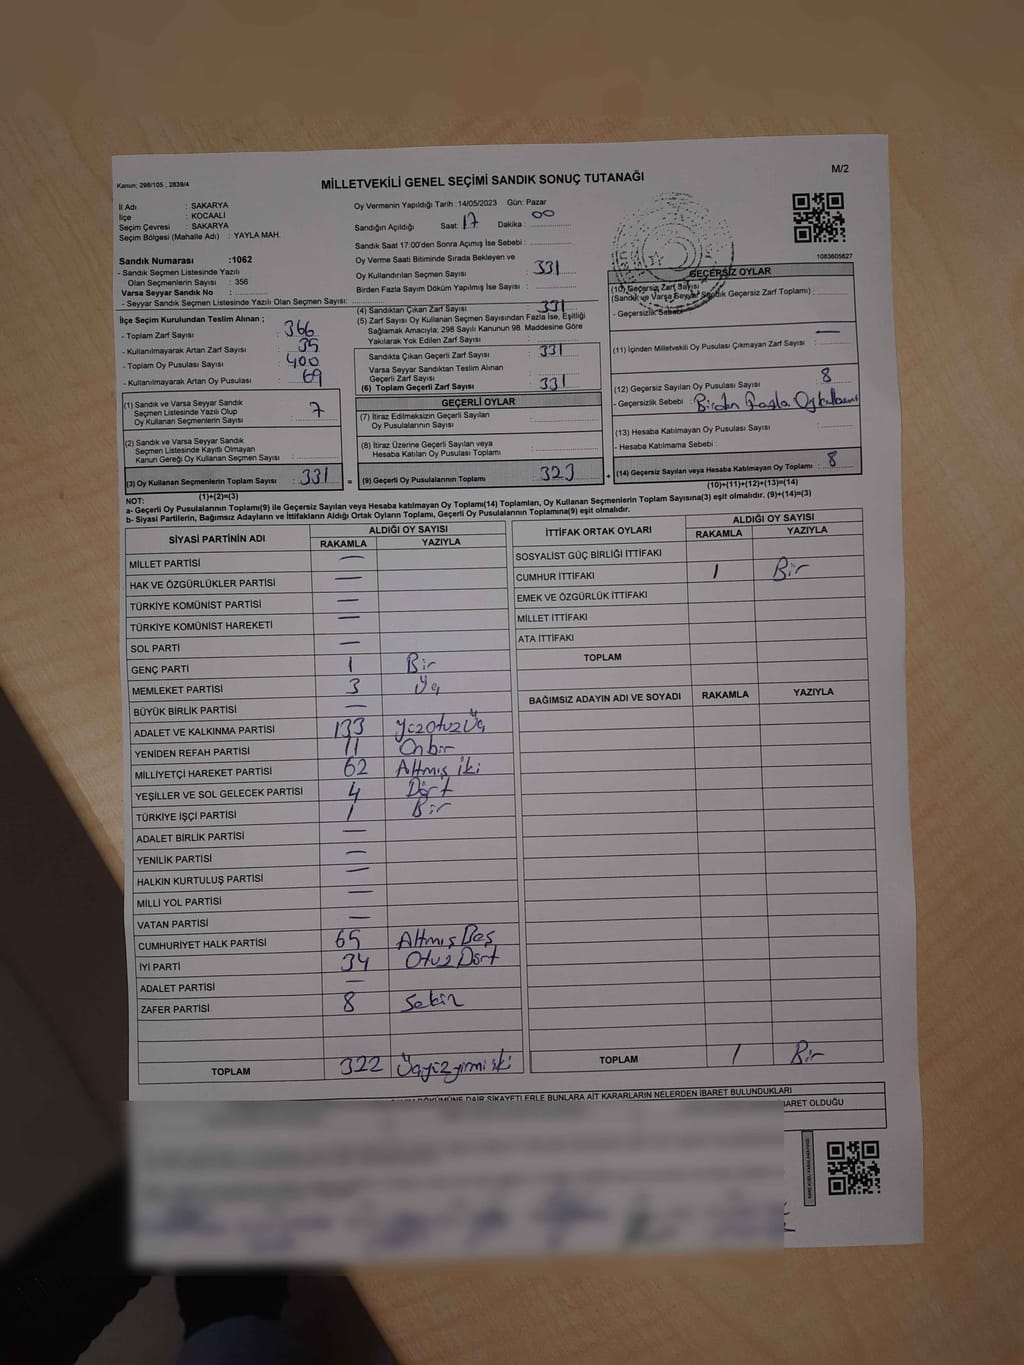 Kanun; 298/105 , 2839/4
MİLLETVEKİLİ GENEL SEÇİMİ SANDIK SONUÇ TUTANAĞI
M/2
İl Adı : SAKARYA
İlçe : KOCAALİ
Seçim Çevresi : SAKARYA
Seçim Bölgesi (Mahalle Adı) : YAYLA MAH.
Sandık Numarası :1062
- Sandık Seçmen Listesinde Yazılı
Olan Seçmenlerin Sayısı : 356
Varsa Seyyar Sandık No :
- Seyyar Sandık Seçmen Listesinde Yazılı Olan Seçmen Sayısı:
Oy Vermenin Yapıldığı Tarih :14/05/2023 Gün: Pazar
Sandığın Açıldığı Saat: 17 Dakika : 00
Sandık Saat 17:00'den Sonra Açımış İse Sebebi :
Oy Verme Saati Bitiminde Sırada Bekleyen ve
Oy Kullandırılan Seçmen Sayısı : 331
Birden Fazla Sayım Döküm Yapılmış İse Sayısı :
1083605827
İlçe Seçim Kurulundan Teslim Alınan ;
- Toplam Zarf Sayısı : 366
- Kullanılmayarak Artan Zarf Sayısı : 35
- Toplam Oy Pusulası Sayısı : 400
- Kullanılmayarak Artan Oy Pusulası : 69
(1) Sandık ve Varsa Seyyar Sandık
Seçmen Listesinde Yazılı Olup
Oy Kullanan Seçmenlerin Sayısı : 7
(2) Sandık ve Varsa Seyyar Sandık
Seçmen Listesinde Kayıtlı Olmayan
Kanun Gereği Oy Kullanan Seçmen Sayısı :
(3) Oy Kullanan Seçmenlerin Toplam Sayısı : 331 =
(4) Sandıktan Çıkan Zarf Sayısı : 331
(5) Zarf Sayısı Oy Kullanan Seçmen Sayısından Fazla İse, Eşitliği
Sağlamak Amacıyla; 298 Sayılı Kanunun 98. Maddesine Göre
Yakılarak Yok Edilen Zarf Sayısı :
Sandıkta Çıkan Geçerli Zarf Sayısı : 331
Varsa Seyyar Sandıktan Teslim Alınan
Geçerli Zarf Sayısı :
(6) Toplam Geçerli Zarf Sayısı : 331
GEÇERLİ OYLAR
(7) İtiraz Edilmeksizin Geçerli Sayılan
Oy Pusulalarının Sayısı :
(8) İtiraz Üzerine Geçerli Sayılan veya
Hesaba Katılan Oy Pusulası Toplamı :
(9) Geçerli Oy Pusulalarının Toplamı : 323 +
GEÇERSİZ OYLAR
(10) Geçersiz Zarf Sayısı
(Sandık ve Varsa Seyyar Sandık Geçersiz Zarf Toplamı) :
- Geçersizlik Sebebi
(11) İçinden Milletvekili Oy Pusulası Çıkmayan Zarf Sayısı : —
(12) Geçersiz Sayılan Oy Pusulası Sayısı : 8
- Geçersizlik Sebebi : Birden Fazla Oy kullanımı
(13) Hesaba Katılmayan Oy Pusulası Sayısı :
- Hesaba Katılmama Sebebi :
(14) Geçersiz Sayılan veya Hesaba Katılmayan Oy Toplamı : 8
(10)+(11)+(12)+(13)=(14)
NOT: (1)+(2)=(3)
a- Geçerli Oy Pusulalarının Toplamı(9) ile Geçersiz Sayılan veya Hesaba katılmayan Oy Toplamı(14) Toplamları, Oy Kullanan Seçmenlerin Toplam Sayısına(3) eşit olmalıdır. (9)+(14)=(3)
b- Siyasi Partilerin, Bağımsız Adayların ve İttifakların Aldığı Ortak Oyların Toplamı, Geçerli Oy Pusulalarının Toplamına(9) eşit olmalıdır.
SİYASİ PARTİNİN ADI ALDIĞI OY SAYISI
RAKAMLA YAZIYLA
MİLLET PARTİSİ —
HAK VE ÖZGÜRLÜKLER PARTİSİ —
TÜRKİYE KOMÜNİST PARTİSİ —
TÜRKİYE KOMÜNİST HAREKETİ —
SOL PARTİ —
GENÇ PARTİ 1 Bir
MEMLEKET PARTİSİ 3 Üç
BÜYÜK BİRLİK PARTİSİ —
ADALET VE KALKINMA PARTİSİ 133 Yüzotuz Üç
YENİDEN REFAH PARTİSİ 11 Onbir
MİLLİYETÇİ HAREKET PARTİSİ 62 Altmış iki
YEŞİLLER VE SOL GELECEK PARTİSİ 4 Dört
TÜRKİYE İŞÇİ PARTİSİ 1 Bir
ADALET BİRLİK PARTİSİ —
YENİLİK PARTİSİ —
HALKIN KURTULUŞ PARTİSİ —
MİLLİ YOL PARTİSİ —
VATAN PARTİSİ —
CUMHURİYET HALK PARTİSİ 65 Altmış Beş
İYİ PARTİ 34 Otuz Dört
ADALET PARTİSİ —
ZAFER PARTİSİ 8 Sekiz
TOPLAM 322 Üçyüzyirmi iki
İTTİFAK ORTAK OYLARI ALDIĞI OY SAYISI
RAKAMLA YAZIYLA
SOSYALİST GÜÇ BİRLİĞİ İTTİFAKI
CUMHUR İTTİFAKI 1 Bir
EMEK VE ÖZGÜRLÜK İTTİFAKI
MİLLET İTTİFAKI
ATA İTTİFAKI
TOPLAM
BAĞIMSIZ ADAYIN ADI VE SOYADI RAKAMLA YAZIYLA
TOPLAM 1 Bir
DÖKÜMÜNE DAİR ŞİKAYETLERLE BUNLARA AİT KARARLARIN NELERDEN İBARET BULUNDUKLARI
İBARET OLDUĞU